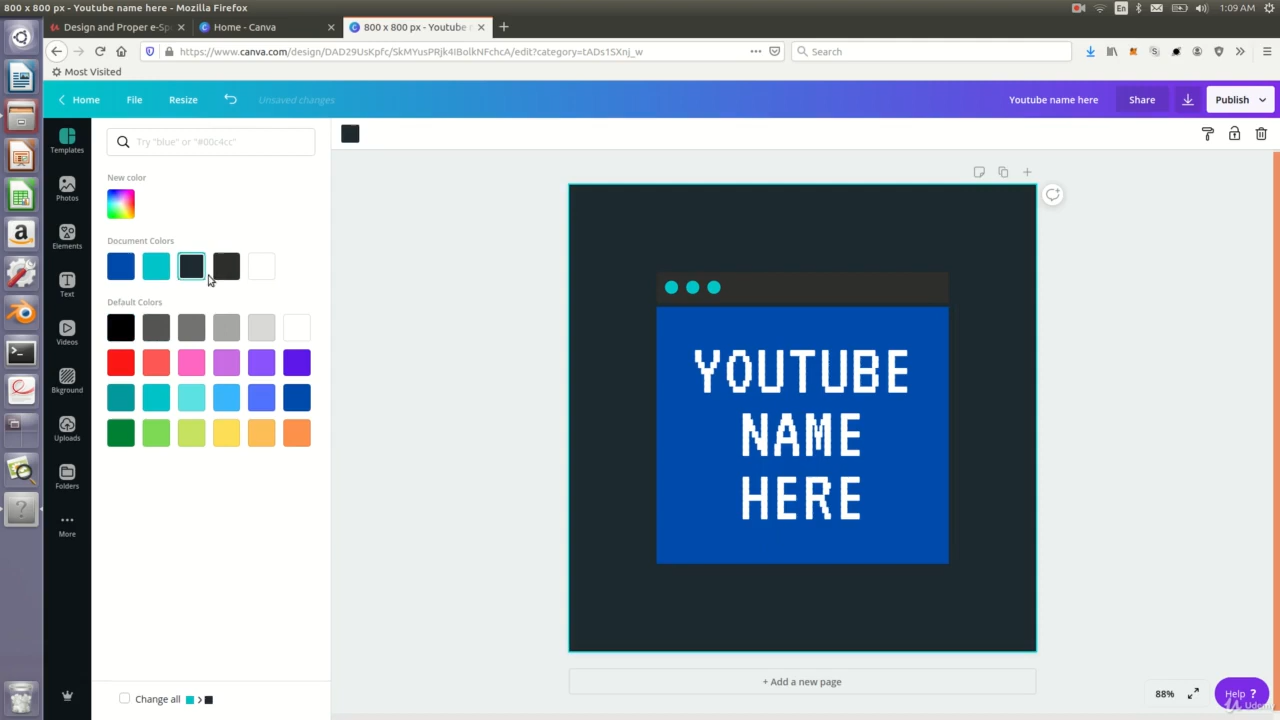 800 x 800 px - Youtube name here - Mozilla Firefox
En
1:09 AM
Design and Proper e-Spo
Home - Canva
800 x 800 px - Youtube n
https://www.canva.com/design/DAD29UsKpfc/SkMYusPRjk4IBolkNFchcA/edit?category=tADs1SXnj_w
Search
Most Visited
Home
File
Resize
Unsaved changes
Youtube name here
Share
Publish
Templates
Photos
Elements
Text
Videos
Bkground
Uploads
Folders
More
Try "blue" or "#00c4cc"
New color
Document Colors
Default Colors
Change all
YOUTUBE
NAME
HERE
+ Add a new page
88%
Help ?
Udemy